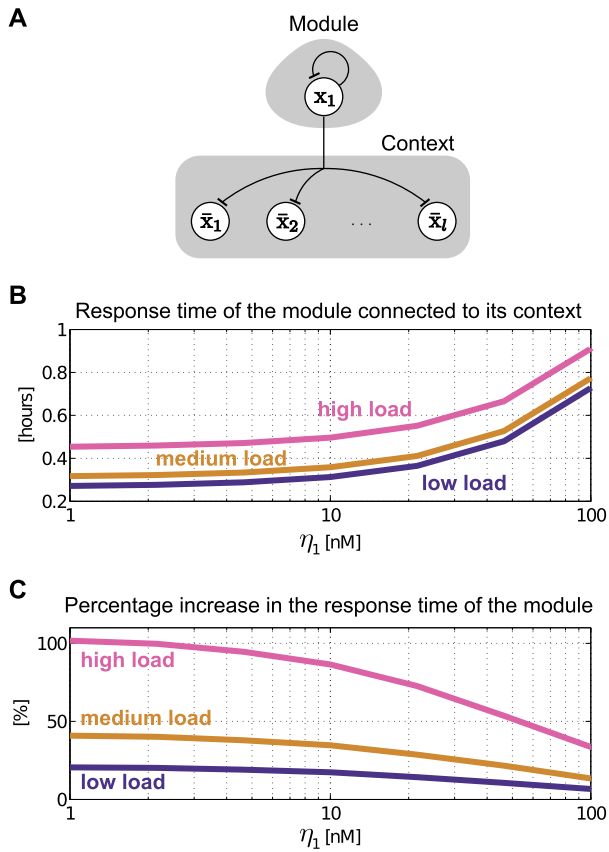 A
Module
x₁
Context
x̄₁ x̄₂ ... x̄ₗ
B
Response time of the module connected to its context
1
0.8
0.6
0.4
0.2
[hours]
high load
medium load
low load
1 10 100
η₁ [nM]
C
Percentage increase in the response time of the module
100
50
0
[%]
high load
medium load
low load
1 10 100
η₁ [nM]